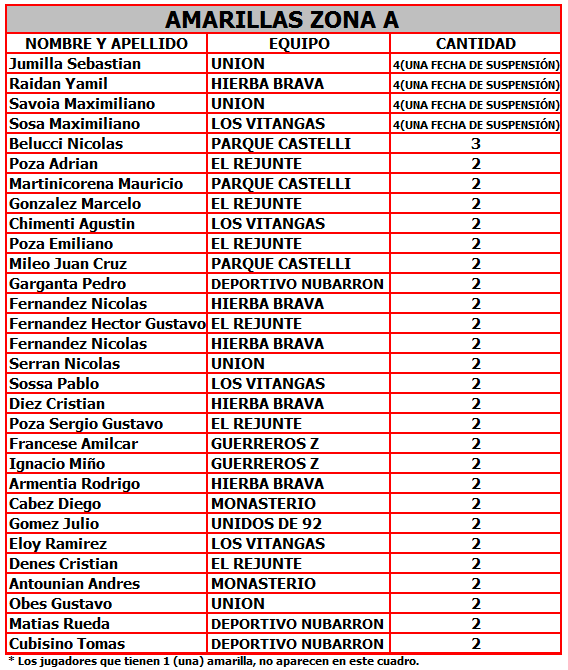 AMARILLAS ZONA A
NOMBRE Y APELLIDO EQUIPO CANTIDAD
Jumilla Sebastian UNION 4(UNA FECHA DE SUSPENSIÓN)
Raidan Yamil HIERBA BRAVA 4(UNA FECHA DE SUSPENSIÓN)
Savoia Maximiliano UNION 4(UNA FECHA DE SUSPENSIÓN)
Sosa Maximiliano LOS VITANGAS 4(UNA FECHA DE SUSPENSIÓN)
Belucci Nicolas PARQUE CASTELLI 3
Poza Adrian EL REJUNTE 2
Martinicorena Mauricio PARQUE CASTELLI 2
Gonzalez Marcelo EL REJUNTE 2
Chimenti Agustin LOS VITANGAS 2
Poza Emiliano EL REJUNTE 2
Mileo Juan Cruz PARQUE CASTELLI 2
Garganta Pedro DEPORTIVO NUBARRON 2
Fernandez Nicolas HIERBA BRAVA 2
Fernandez Hector Gustavo EL REJUNTE 2
Fernandez Nicolas HIERBA BRAVA 2
Serran Nicolas UNION 2
Sossa Pablo LOS VITANGAS 2
Diez Cristian HIERBA BRAVA 2
Poza Sergio Gustavo EL REJUNTE 2
Francese Amilcar GUERREROS Z 2
Ignacio Miño GUERREROS Z 2
Armentia Rodrigo HIERBA BRAVA 2
Cabez Diego MONASTERIO 2
Gomez Julio UNIDOS DE 92 2
Eloy Ramirez LOS VITANGAS 2
Denes Cristian EL REJUNTE 2
Antounian Andres MONASTERIO 2
Obes Gustavo UNION 2
Matias Rueda DEPORTIVO NUBARRON 2
Cubisino Tomas DEPORTIVO NUBARRON 2
* Los jugadores que tienen 1 (una) amarilla, no aparecen en este cuadro.